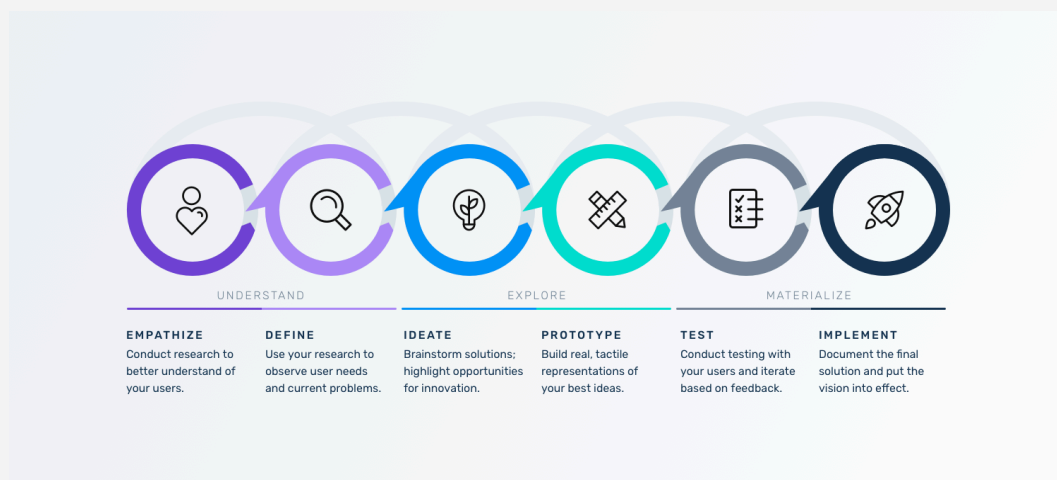 UNDERSTAND
EXPLORE
MATERIALIZE
EMPATHIZE
Conduct research to
better understand of
your users.
DEFINE
Use your research to
observe user needs
and current problems.
IDEATE
Brainstorm solutions;
highlight opportunities
for innovation.
PROTOTYPE
Build real, tactile
representations of
your best ideas.
TEST
Conduct testing with
your users and iterate
based on feedback.
IMPLEMENT
Document the final
solution and put the
vision into effect.